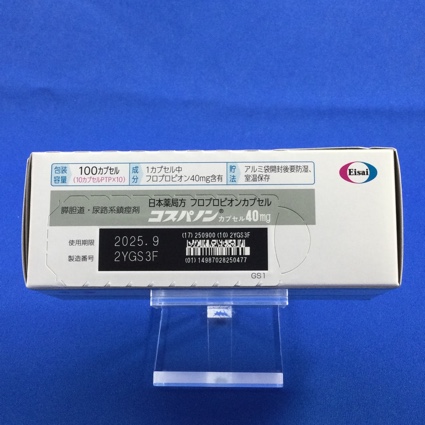 包装容量 100カプセル (10カプセルPTP×10)
成分 1カプセル中 フロプロピオン40mg含有
貯法 アルミ袋開封後要防湿、室温保存
Eisai
膵胆道・尿路系鎮痙剤
日本薬局方 フロプロピオンカプセル
コスパノン® カプセル40mg
(17) 250900 (10) 2YGS3F
使用期限 2025.9
製造番号 2YGS3F
(01) 14987028250477
GS1